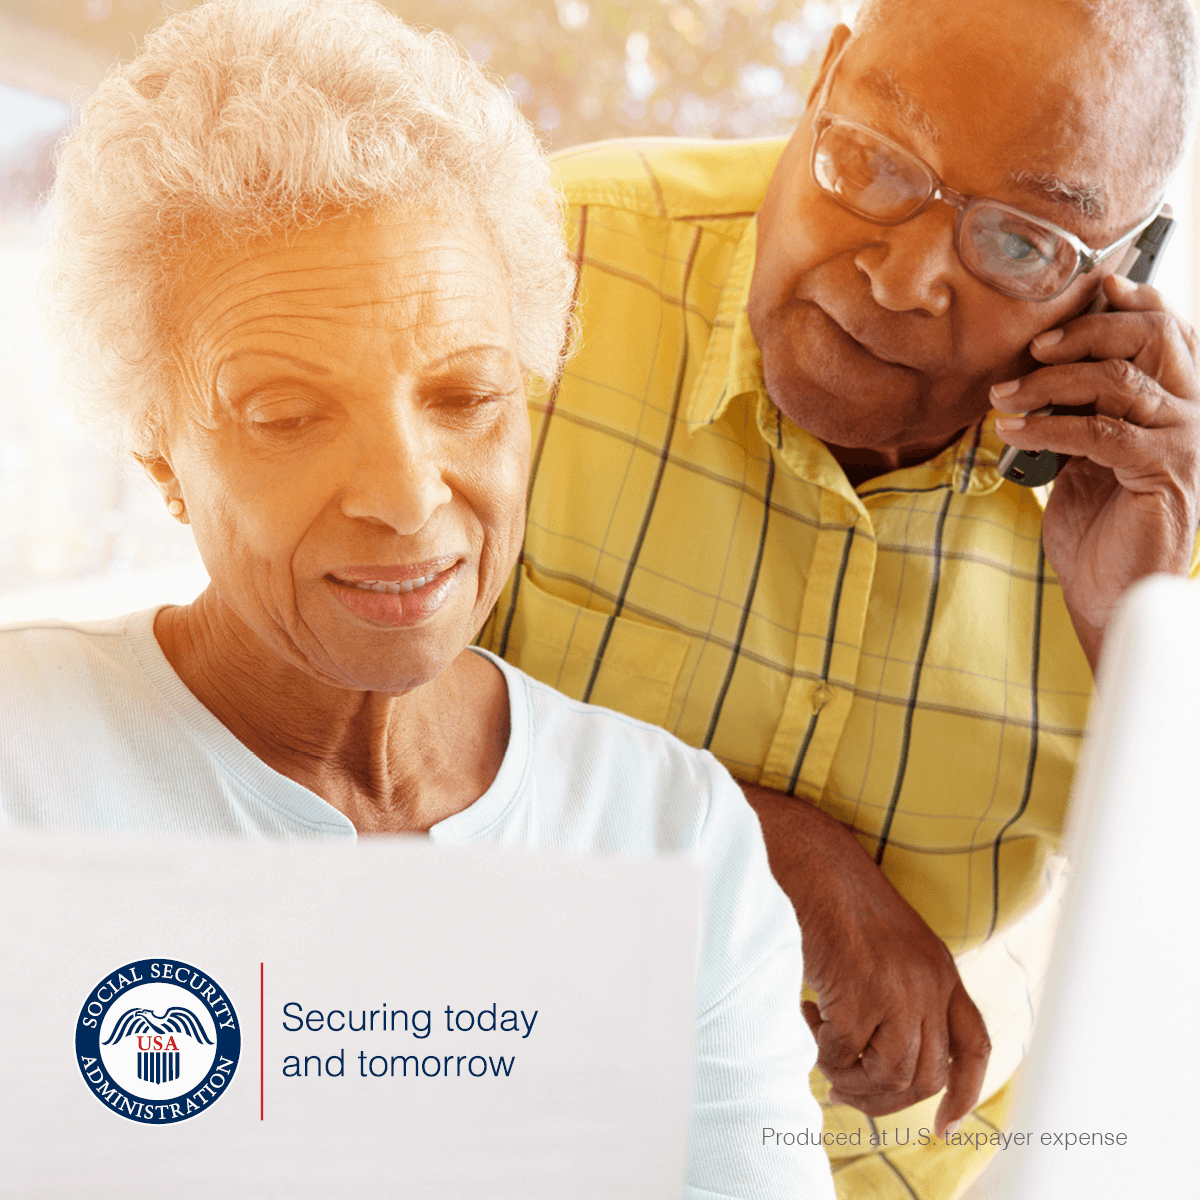 SOCIAL SECURITY
USA
ADMINISTRATION
Securing today
and tomorrow
Produced at U.S. taxpayer expense